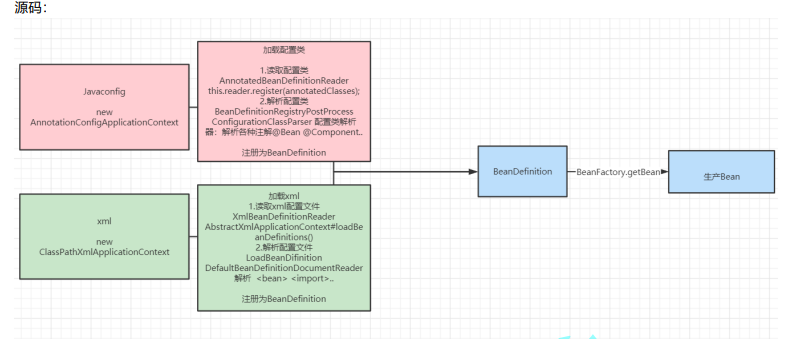 源码：
Javaconfig
new
AnnotationConfigApplicationContext
加载配置类
1.读取配置类
AnnotatedBeanDefinitionReader
this.reader.register(annotatedClasses);
2.解析配置类
BeanDefinitionRegistryPostProcess
ConfigurationClassParser 配置类解析
器：解析各种注解@Bean @Component..
注册为BeanDefinition
xml
new
ClassPathXmlApplicationContext
加载xml
1.读取xml配置文件
XmlBeanDefinitionReader
AbstractXmlApplicationContext#loadBe
anDefinitions()
2.解析配置文件
LoadBeanDifinition
DefaultBeanDefinitionDocumentReader
解析 <bean> <import>..
注册为BeanDefinition
BeanDefinition
BeanFactory.getBean
生产Bean